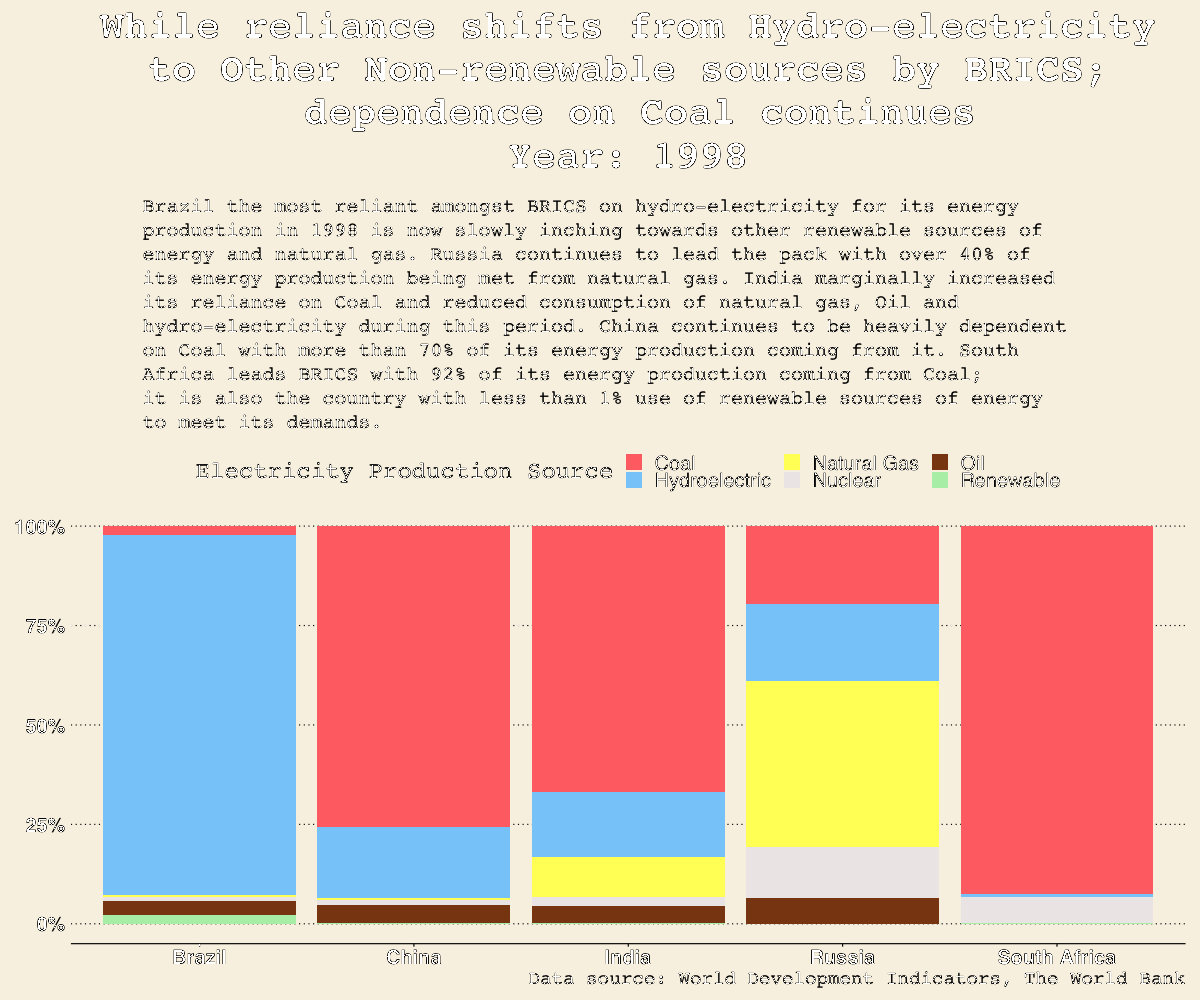 While reliance shifts from Hydro-electricity
to Other Non-renewable sources by BRICS;
dependence on Coal continues
Year: 1998
Brazil the most reliant amongst BRICS on hydro-electricity for its energy
production in 1998 is now slowly inching towards other renewable sources of
energy and natural gas. Russia continues to lead the pack with over 40% of
its energy production being met from natural gas. India marginally increased
its reliance on Coal and reduced consumption of natural gas, Oil and
hydro-electricity during this period. China continues to be heavily dependent
on Coal with more than 70% of its energy production coming from it. South
Africa leads BRICS with 92% of its energy production coming from Coal;
it is also the country with less than 1% use of renewable sources of energy
to meet its demands.
Electricity Production Source
Coal Natural Gas Oil
Hydroelectric Nuclear Renewable
100%
75%
50%
25%
0%
Brazil China India Russia South Africa
Data source: World Development Indicators, The World Bank